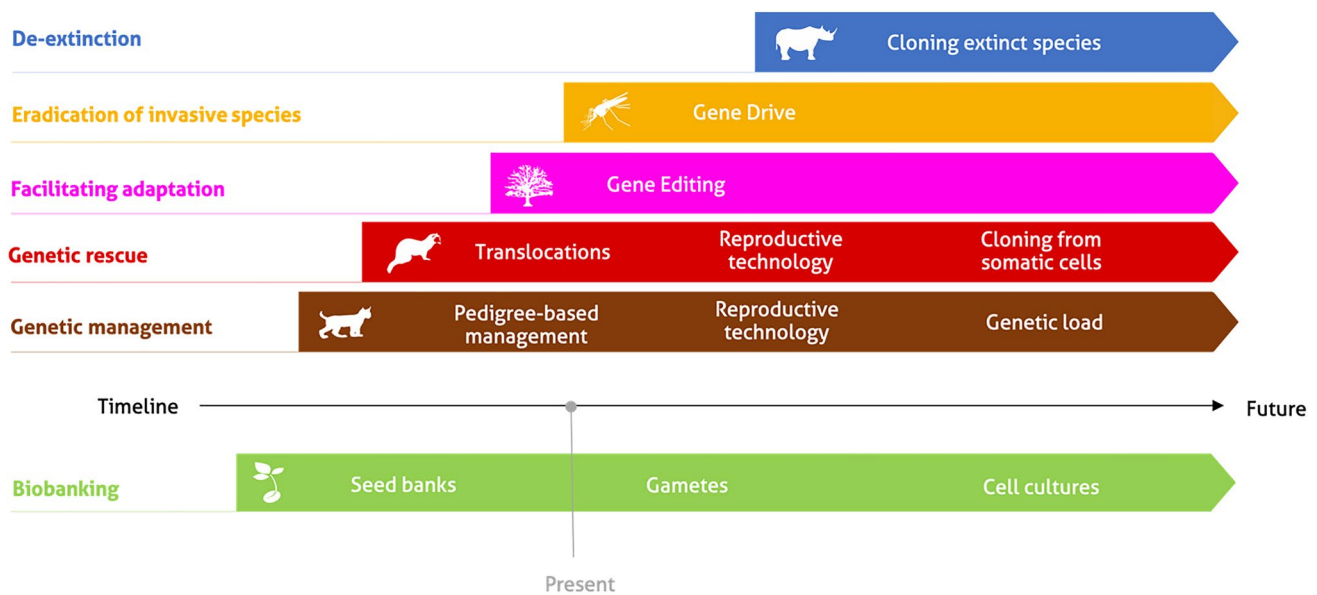 De-extinction
Cloning extinct species
Eradication of invasive species
Gene Drive
Facilitating adaptation
Gene Editing
Genetic rescue
Translocations
Reproductive
technology
Cloning from
somatic cells
Genetic management
Pedigree-based
management
Reproductive
technology
Genetic load
Timeline
Future
Biobanking
Seed banks
Gametes
Cell cultures
Present